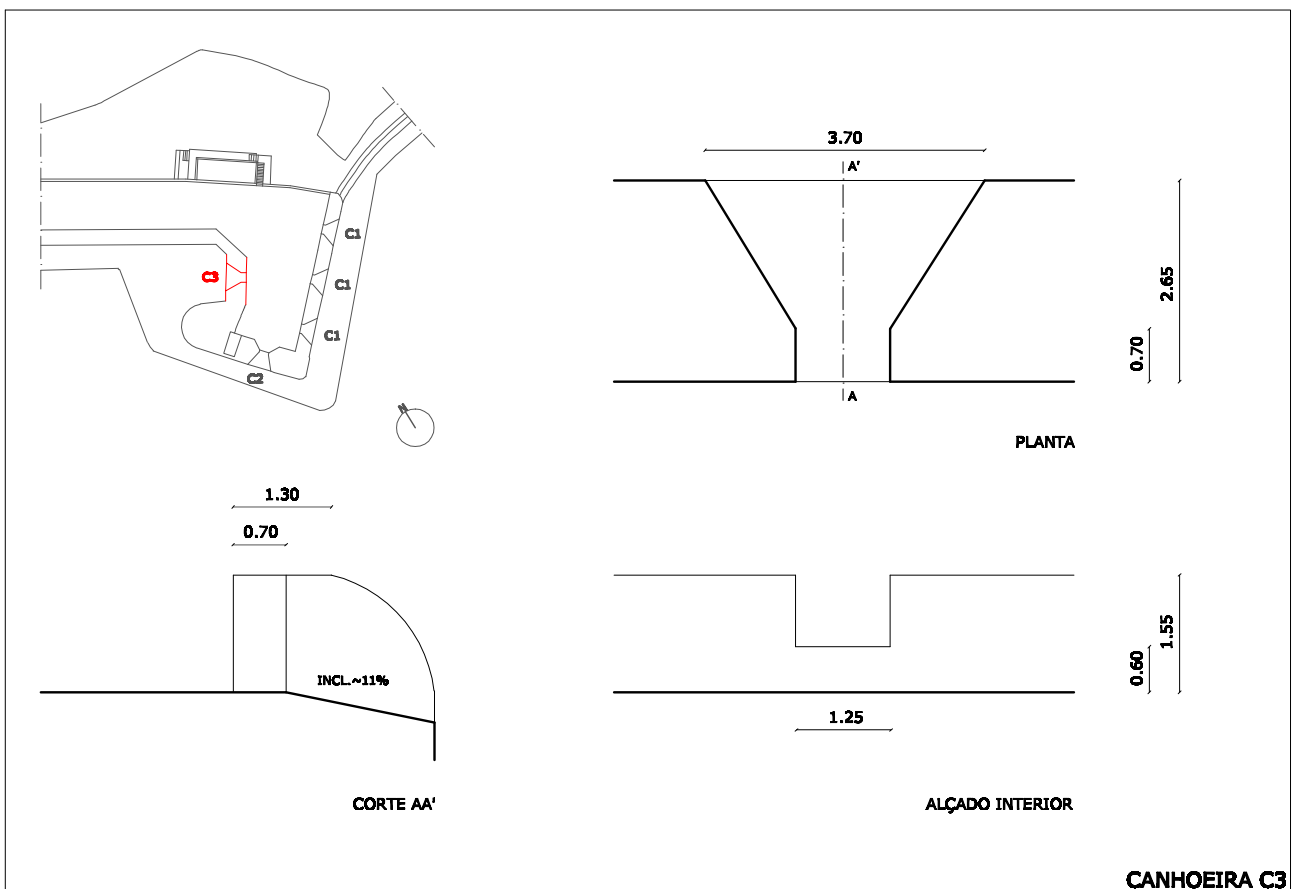 C1
C3
C1
C1
C2
N
3.70
A'
2.65
0.70
A
PLANTA
1.30
0.70
INCL.~11%
CORTE AA'
1.55
0.60
1.25
ALÇADO INTERIOR
CANHOEIRA C3